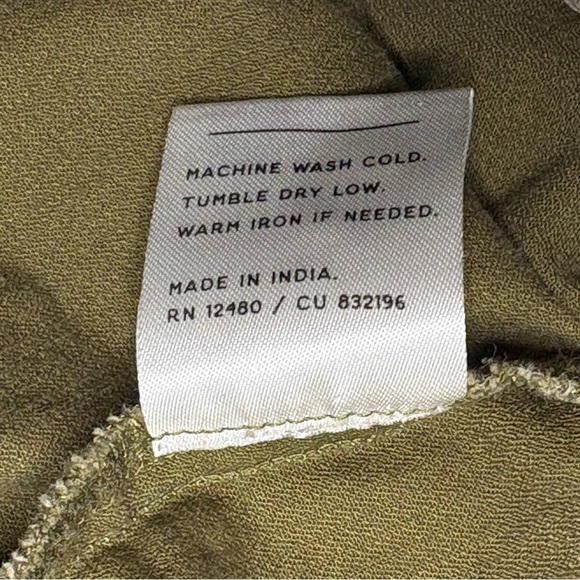 MACHINE WASH COLD.
TUMBLE DRY LOW.
WARM IRON IF NEEDED.
MADE IN INDIA.
RN 12480 / CU 832196